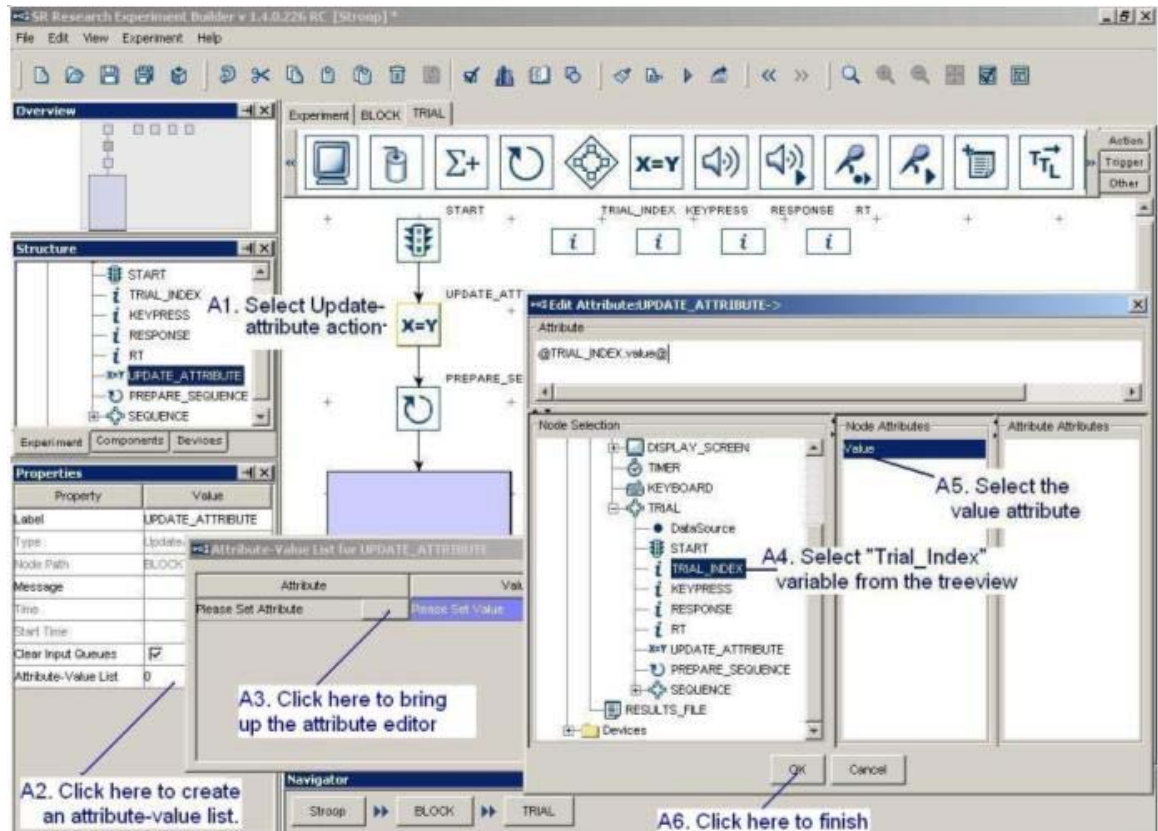 SR Research Experiment Builder v 1.4.0.226 RC [Stroop] *
File Edit View Experiment Help
Overview
Experiment BLOCK TRIAL
Action
Trigger
Other
Σ+
X=Y
TTL
START
TRIAL_INDEX KEYPRESS RESPONSE RT
Structure
START
TRIAL_INDEX
KEYPRESS
RESPONSE
RT
X=Y UPDATE_ATTRIBUTE
PREPARE_SEQUENCE
SEQUENCE
Experiment Components Devices
A1. Select Update-
attribute action
UPDATE_ATT
X=Y
PREPARE_SE
Edit Attribute:UPDATE_ATTRIBUTE->
Attribute
@TRIAL_INDEX.value@
Node Selection
DISPLAY_SCREEN
TIMER
KEYBOARD
TRIAL
DataSource
START
TRIAL_INDEX
KEYPRESS
RESPONSE
RT
X=Y UPDATE_ATTRIBUTE
PREPARE_SEQUENCE
SEQUENCE
RESULTS_FILE
Devices
Node Attributes
Value
Attribute Attributes
A5. Select the
value attribute
A4. Select "Trial_Index"
variable from the treeview
OK Cancel
A6. Click here to finish
Properties
Property Value
Label UPDATE_ATTRIBUTE
Type Update-
Node Path BLOCK
Message
Time
Start Time
Clear Input Queues
Attribute-Value List 0
Attribute-Value List for UPDATE_ATTRIBUTE
Attribute Val
Please Set Attribute Please Set Value
A3. Click here to bring
up the attribute editor
A2. Click here to create
an attribute-value list.
Navigator
Stroop BLOCK TRIAL